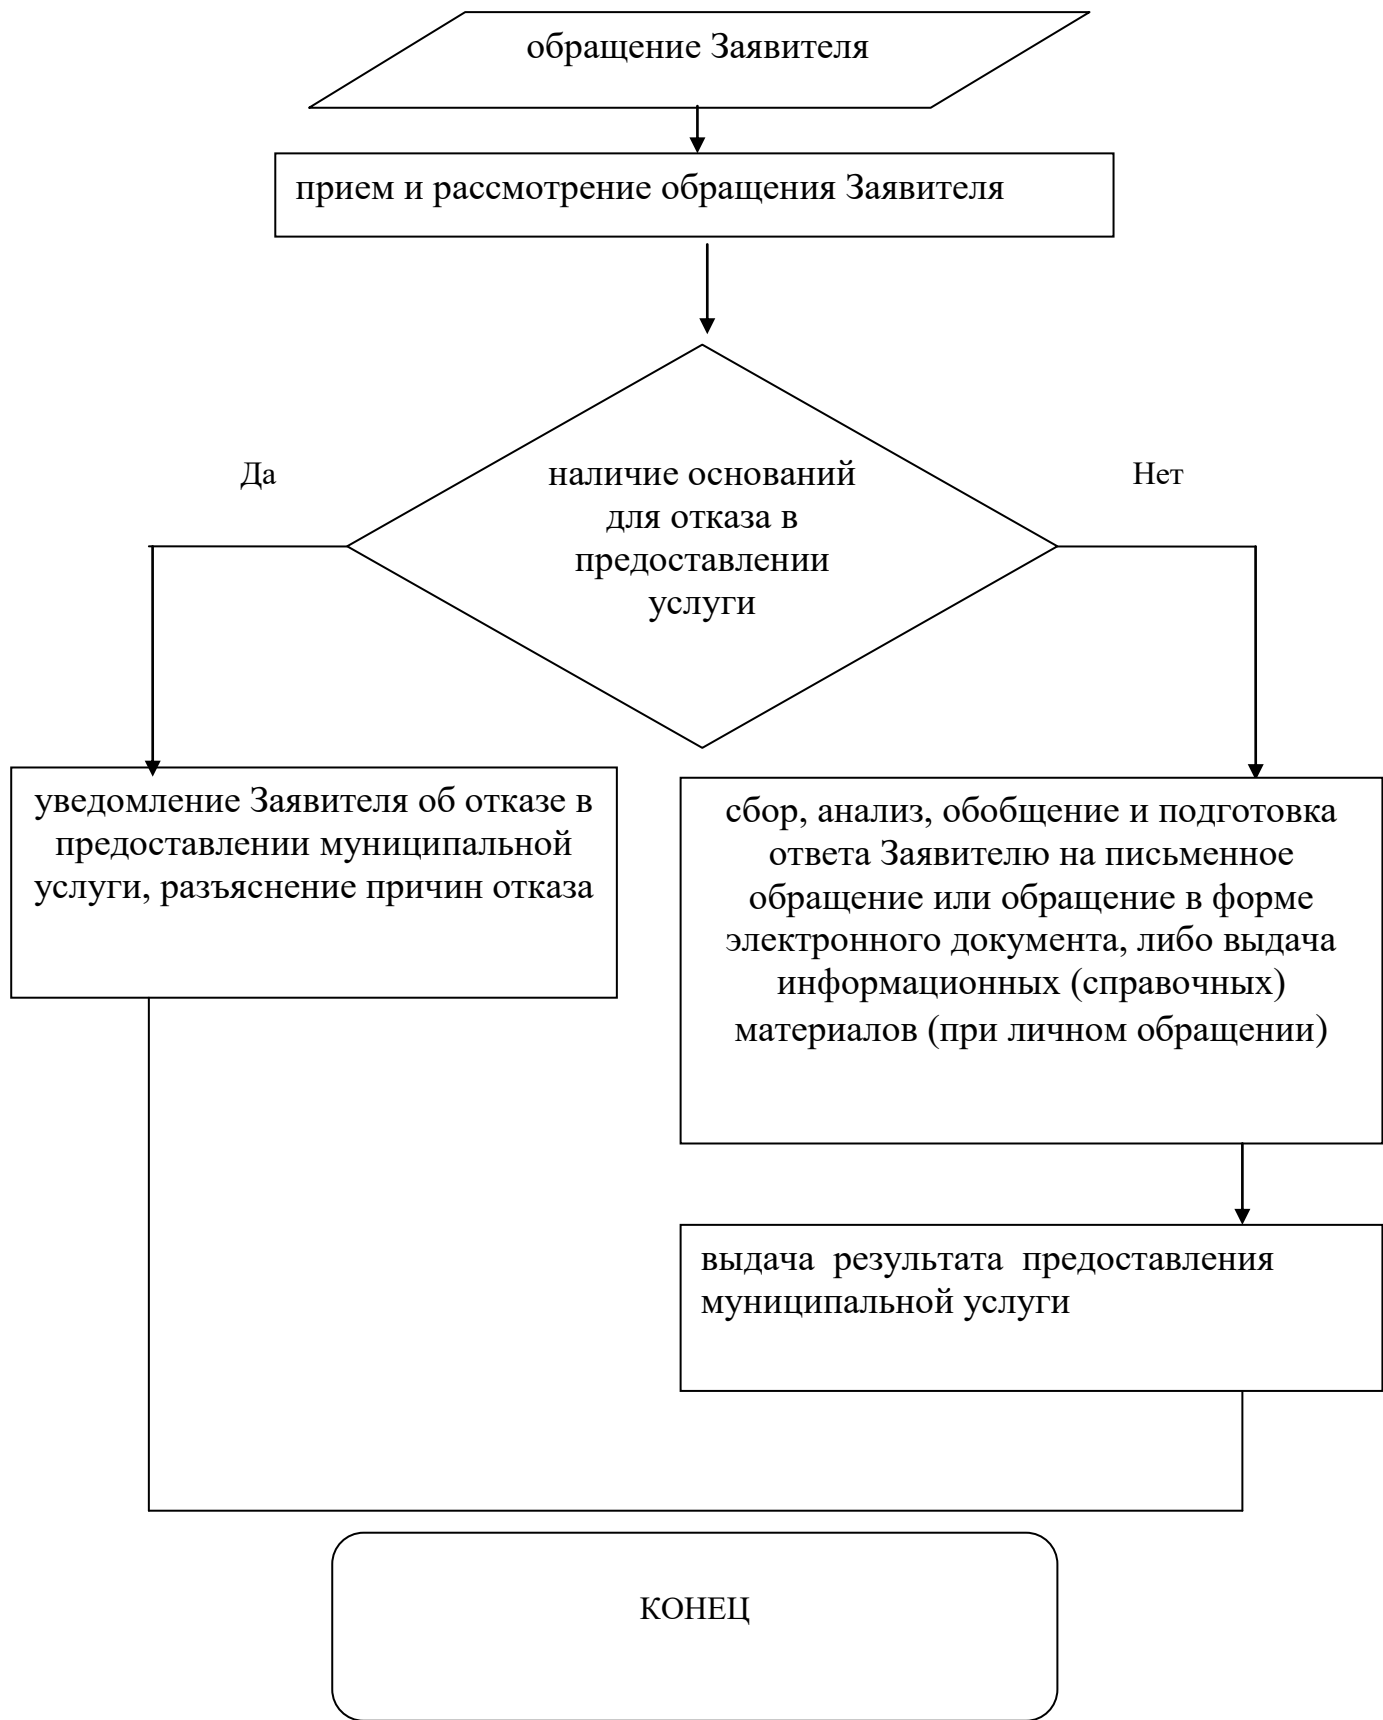 обращение Заявителя
прием и рассмотрение обращения Заявителя
Да
Нет
наличие оснований
для отказа в
предоставлении
услуги
уведомление Заявителя об отказе в
предоставлении муниципальной
услуги, разъяснение причин отказа
сбор, анализ, обобщение и подготовка
ответа Заявителю на письменное
обращение или обращение в форме
электронного документа, либо выдача
информационных (справочных)
материалов (при личном обращении)
выдача результата предоставления
муниципальной услуги
КОНЕЦ